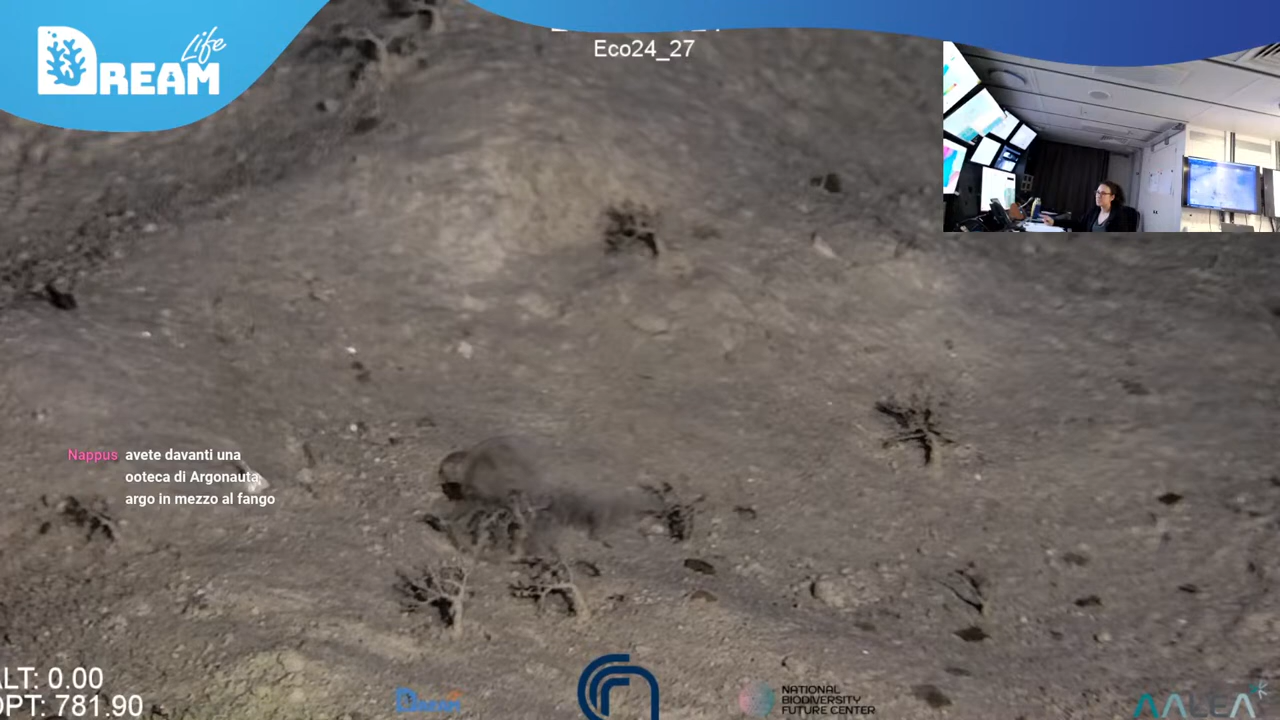 Life
DREAM
Eco24_27
Nappus avete davanti una
ooteca di Argonauta
argo in mezzo al fango
ALT: 0.00
DPT: 781.90
DREAM
NATIONAL
BIODIVERSITY
FUTURE CENTER